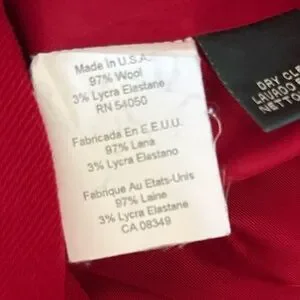 Made in U.S.A.
97% Wool
3% Lycra Elastane
RN 54050
Fabricada En E.E.U.U.
97% Lana
3% Lycra Elastano
Fabrique Au Etats-Unis
97% Laine
3% Lycra Elastane
CA 08349
DRY CLE
LAVADO
NETTO